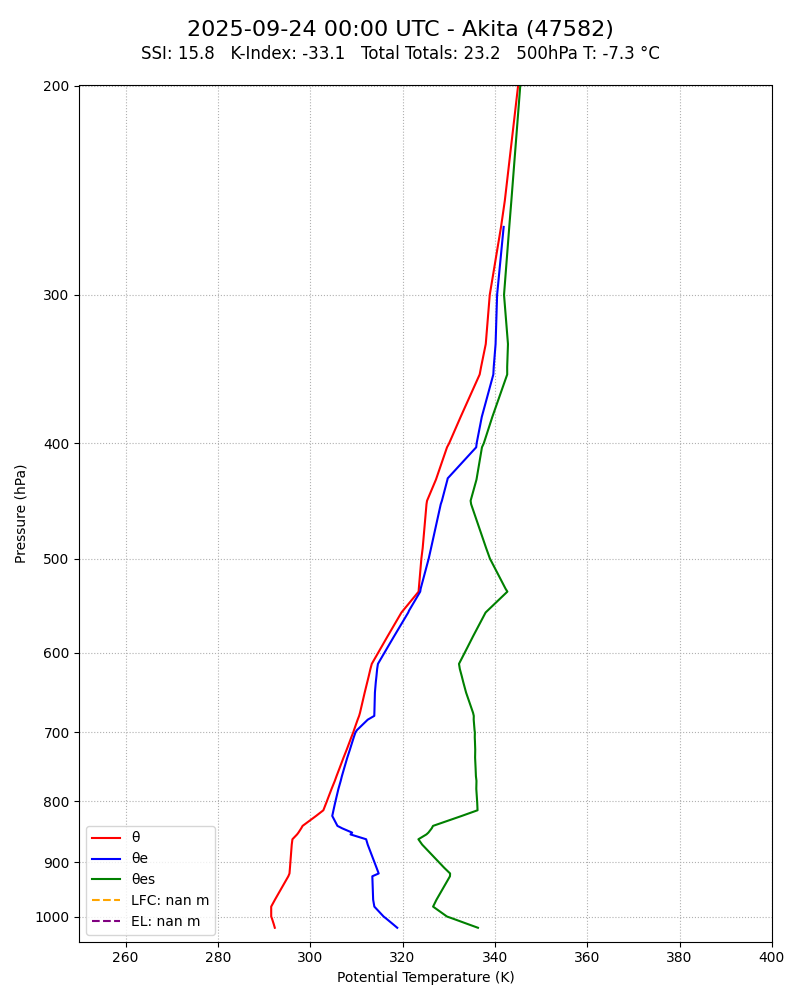 2025-09-24 00:00 UTC - Akita (47582)
SSI: 15.8 K-Index: -33.1 Total Totals: 23.2 500hPa T: -7.3 °C
200
300
400
500
600
700
800
900
1000
Pressure (hPa)
θ
θe
θes
LFC: nan m
EL: nan m
260 280 300 320 340 360 380 400
Potential Temperature (K)